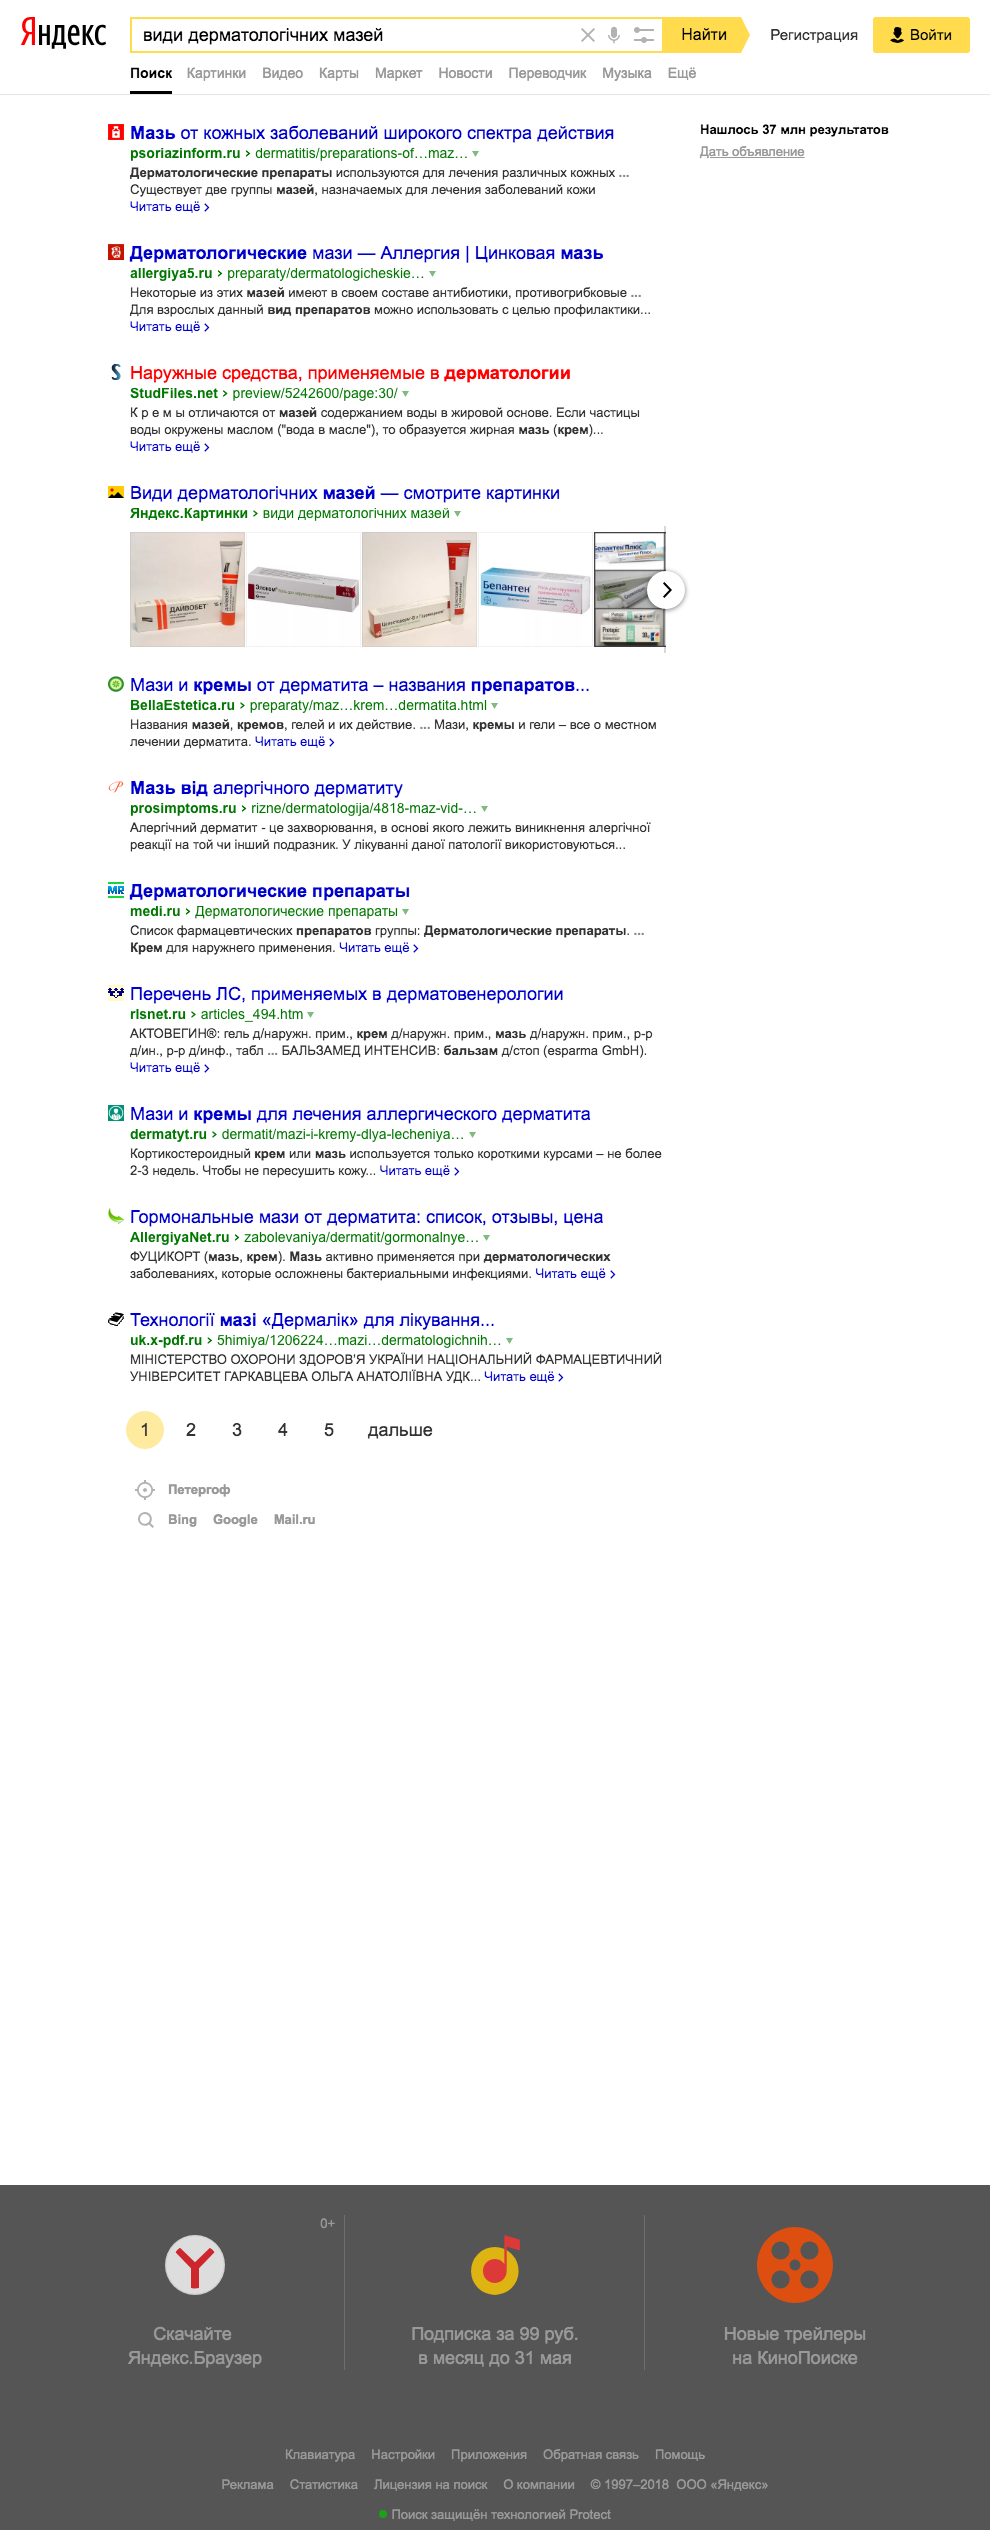 Яндекс
види дерматологічних мазей
Найти
Регистрация
Войти
Поиск Картинки Видео Карты Маркет Новости Переводчик Музыка Ещё
Мазь от кожных заболеваний широкого спектра действия
psoriazinform.ru › dermatitis/preparations-of…maz…
Дерматологические препараты используются для лечения различных кожных ...
Существует две группы мазей, назначаемых для лечения заболеваний кожи
Читать ещё ›
Нашлось 37 млн результатов
Дать объявление
Дерматологические мази — Аллергия | Цинковая мазь
allergiya5.ru › preparaty/dermatologicheskie…
Некоторые из этих мазей имеют в своем составе антибиотики, противогрибковые ...
Для взрослых данный вид препаратов можно использовать с целью профилактики...
Читать ещё ›
Наружные средства, применяемые в дерматологии
StudFiles.net › preview/5242600/page:30/
К р е м ы отличаются от мазей содержанием воды в жировой основе. Если частицы
воды окружены маслом ("вода в масле"), то образуется жирная мазь (крем)...
Читать ещё ›
Види дерматологічних мазей — смотрите картинки
Яндекс.Картинки › види дерматологічних мазей
ДАЙВОБЕТ
Элоком
Целестодерм
Бепантен
Бепантен Плюс
Protopic
Мази и кремы от дерматита – названия препаратов...
BellaEstetica.ru › preparaty/maz…krem…dermatita.html
Названия мазей, кремов, гелей и их действие. ... Мази, кремы и гели – все о местном
лечении дерматита. Читать ещё ›
Мазь від алергічного дерматиту
prosimptoms.ru › rizne/dermatologija/4818-maz-vid-…
Алергічний дерматит - це захворювання, в основі якого лежить виникнення алергічної
реакції на той чи інший подразник. У лікуванні даної патології використовуються...
MR
Дерматологические препараты
medi.ru › Дерматологические препараты
Список фармацевтических препаратов группы: Дерматологические препараты. ...
Крем для наружнего применения. Читать ещё ›
Перечень ЛС, применяемых в дерматовенерологии
rlsnet.ru › articles_494.htm
АКТОВЕГИН®: гель д/наружн. прим., крем д/наружн. прим., мазь д/наружн. прим., р-р
д/ин., р-р д/инф., табл ... БАЛЬЗАМЕД ИНТЕНСИВ: бальзам д/стоп (esparma GmbH).
Читать ещё ›
Мази и кремы для лечения аллергического дерматита
dermatyt.ru › dermatit/mazi-i-kremy-dlya-lecheniya…
Кортикостероидный крем или мазь используется только короткими курсами – не более
2-3 недель. Чтобы не пересушить кожу... Читать ещё ›
Гормональные мази от дерматита: список, отзывы, цена
AllergiyaNet.ru › zabolevaniya/dermatit/gormonalnye…
ФУЦИКОРТ (мазь, крем). Мазь активно применяется при дерматологических
заболеваниях, которые осложнены бактериальными инфекциями. Читать ещё ›
Технології мазі «Дермалік» для лікування...
uk.x-pdf.ru › 5himiya/1206224…mazi…dermatologichnih…
МІНІСТЕРСТВО ОХОРОНИ ЗДОРОВ'Я УКРАЇНИ НАЦІОНАЛЬНИЙ ФАРМАЦЕВТИЧНИЙ
УНІВЕРСИТЕТ ГАРКАВЦЕВА ОЛЬГА АНАТОЛІЇВНА УДК... Читать ещё ›
1 2 3 4 5 дальше
Петергоф
Bing Google Mail.ru
0+
Скачайте
Яндекс.Браузер
Подписка за 99 руб.
в месяц до 31 мая
Новые трейлеры
на КиноПоиске
Клавиатура Настройки Приложения Обратная связь Помощь
Реклама Статистика Лицензия на поиск О компании © 1997–2018 ООО «Яндекс»
Поиск защищён технологией Protect